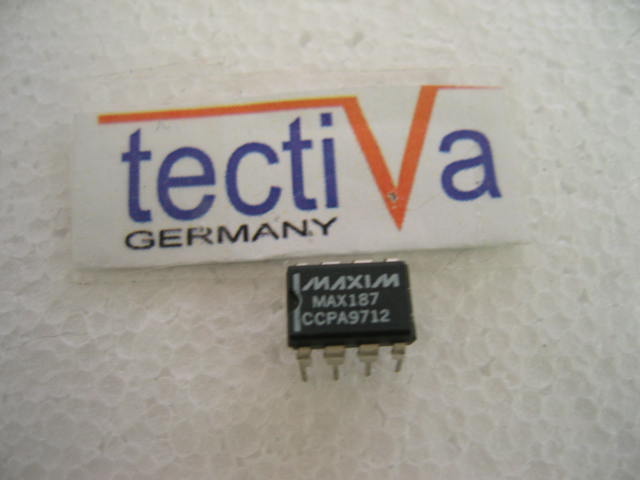 tectiVa
GERMANY
MAXIM
MAX187
CCPA9712